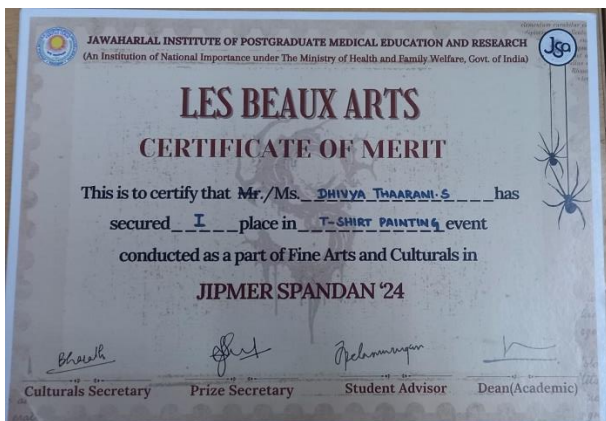 JAWAHARLAL INSTITUTE OF POSTGRADUATE MEDICAL EDUCATION AND RESEARCH
(An Institution of National Importance under The Ministry of Health and Family Welfare, Govt. of India)
JSP
LES BEAUX ARTS
CERTIFICATE OF MERIT
This is to certify that Mr./Ms. DHIVYA THAARANI.S has
secured I place in T-SHIRT PAINTING event
conducted as a part of Fine Arts and Culturals in
JIPMER SPANDAN '24
Bharath
Culturals Secretary Prize Secretary Student Advisor Dean(Academic)